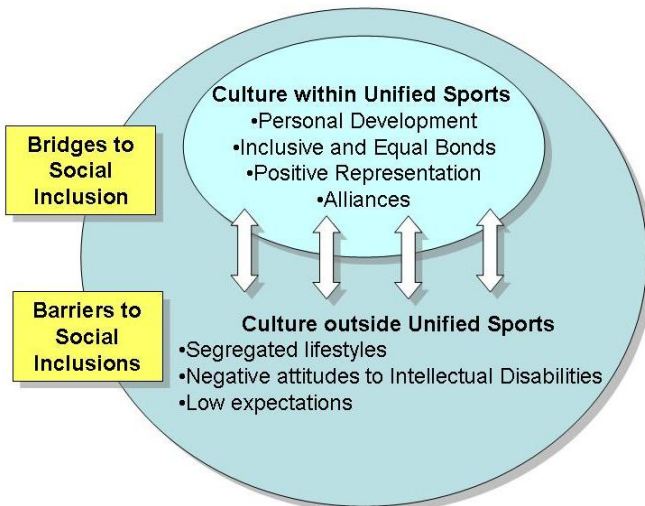 Culture within Unified Sports
•Personal Development
•Inclusive and Equal Bonds
•Positive Representation
•Alliances
Bridges to
Social
Inclusion
Barriers to
Social
Inclusions
Culture outside Unified Sports
•Segregated lifestyles
•Negative attitudes to Intellectual Disabilities
•Low expectations